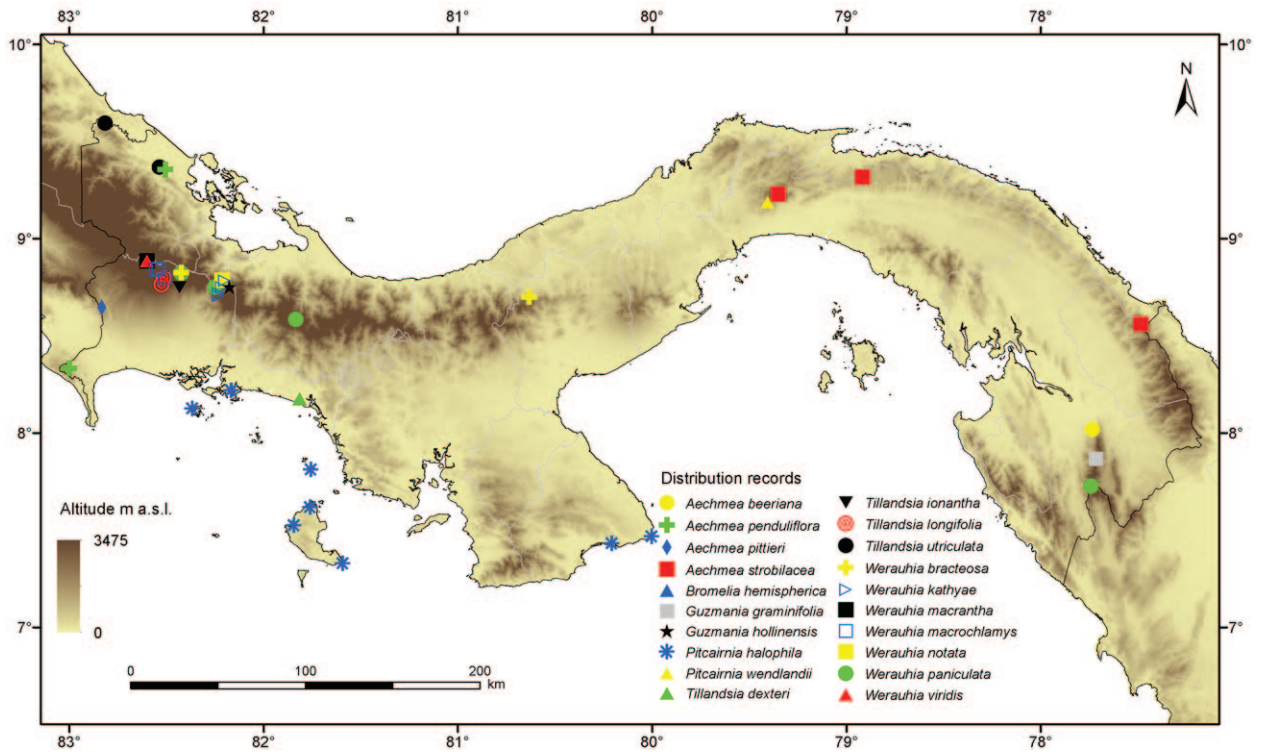 83° 82° 81° 80 79° 78°
10° 10°
N
9° 9°
8° 8°
Distribution records
Aechmea beeriana
Aechmea penduliflora
Aechmea pittieri
Aechmea strobilacea
Bromelia hemispherica
Guzmania graminifolia
Guzmania hollinensis
Pitcairnia halophila
Pitcairnia wendlandii
Tillandsia dexteri
Tillandsia ionantha
Tillandsia longifolia
Tillandsia utriculata
Werauhia bracteosa
Werauhia kathyae
Werauhia macrantha
Werauhia macrochlamys
Werauhia notata
Werauhia paniculata
Werauhia viridis
Altitude m a.s.l.
3475
0
7° 7°
0 100 200
km
83° 82° 81° 80 79° 78°